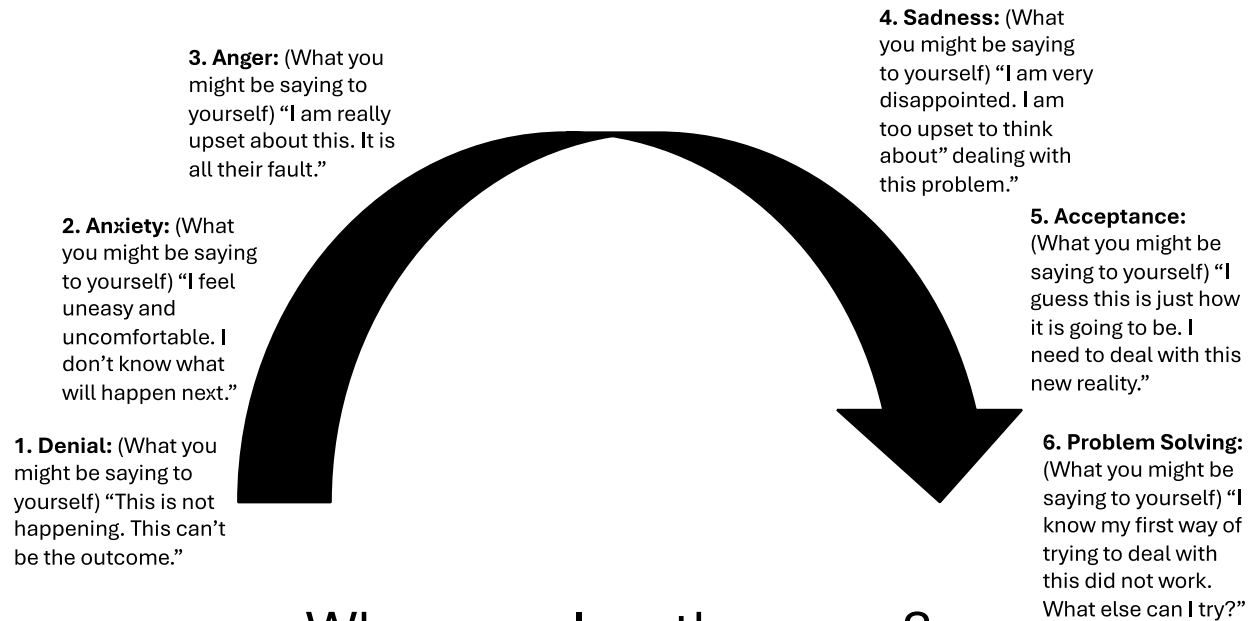 1. Denial: (What you
might be saying to
yourself) “This is not
happening. This can’t
be the outcome.”
2. Anxiety: (What
you might be saying
to yourself) “I feel
uneasy and
uncomfortable. I
don’t know what
will happen next.”
3. Anger: (What you
might be saying to
yourself) “I am really
upset about this. It is
all their fault.”
4. Sadness: (What
you might be saying
to yourself) “I am very
disappointed. I am
too upset to think
about” dealing with
this problem.”
5. Acceptance:
(What you might be
saying to yourself) “I
guess this is just how
it is going to be. I
need to deal with this
new reality.”
6. Problem Solving:
(What you might be
saying to yourself) “I
know my first way of
trying to deal with
this did not work.
What else can I try?”